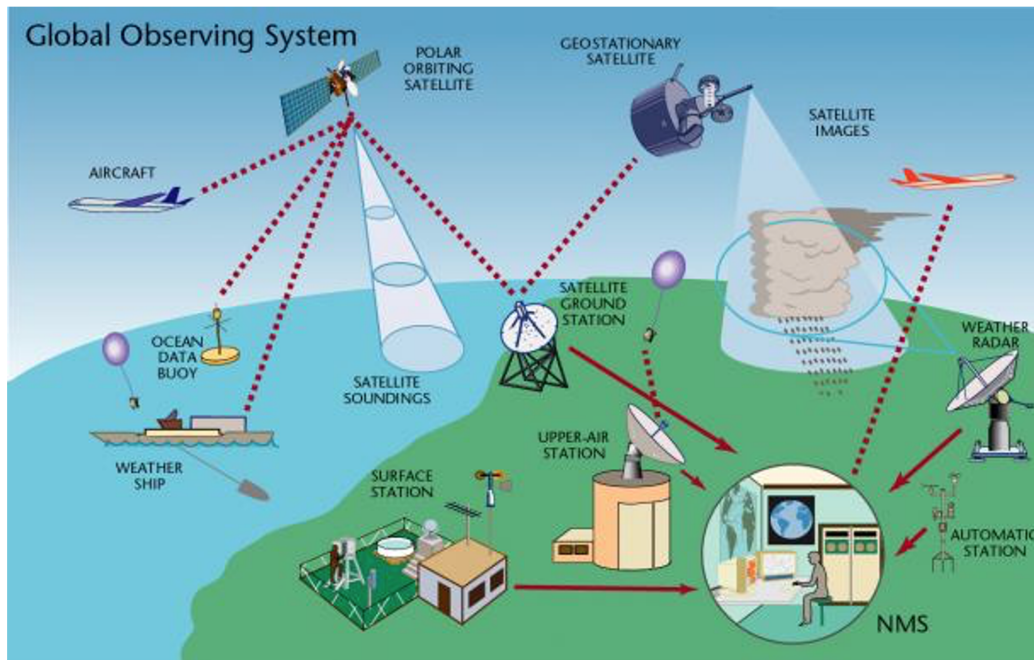 Global Observing System
POLAR
ORBITING
SATELLITE
GEOSTATIONARY
SATELLITE
SATELLITE
IMAGES
AIRCRAFT
OCEAN
DATA
BUOY
SATELLITE
SOUNDINGS
SATELLITE
GROUND
STATION
WEATHER
RADAR
WEATHER
SHIP
SURFACE
STATION
UPPER-AIR
STATION
AUTOMATIC
STATION
NMS